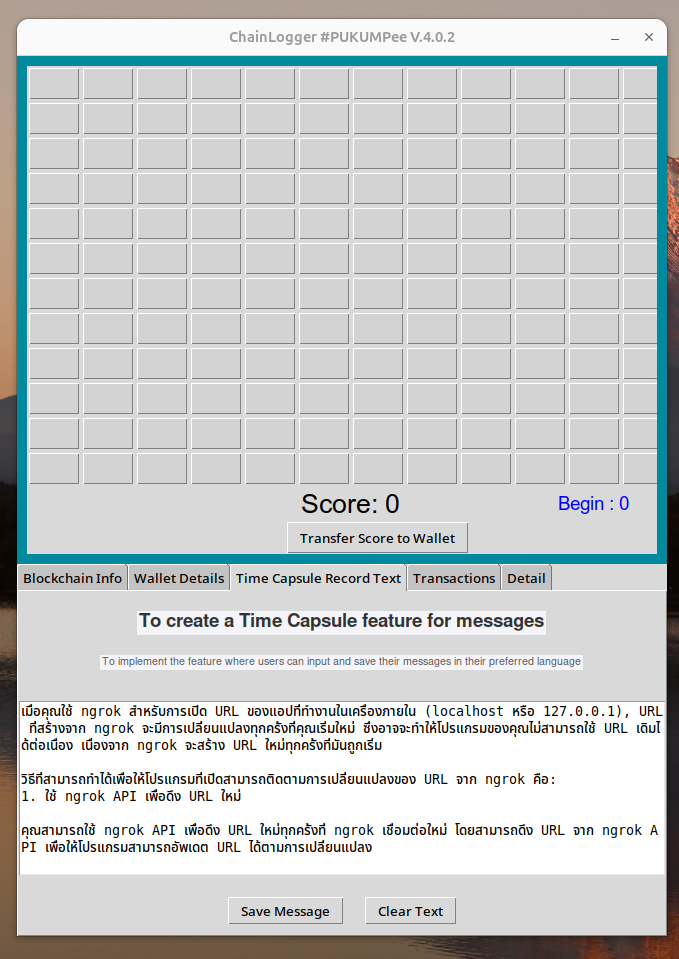 ChainLogger #PUKUMPee V.4.0.2
Score: 0
Begin : 0
Transfer Score to Wallet
Blockchain Info
Wallet Details
Time Capsule Record Text
Transactions
Detail
To create a Time Capsule feature for messages
To implement the feature where users can input and save their messages in their preferred language
เมื่อคุณใช้ ngrok สำหรับการเปิด URL ของแอปที่ทำงานในเครื่องภายใน (localhost หรือ 127.0.0.1), URL
ที่สร้างจาก ngrok จะมีการเปลี่ยนแปลงทุกครั้งที่คุณเริ่มใหม่ ซึ่งอาจจะทำให้โปรแกรมของคุณไม่สามารถใช้ URL เดิมไ
ด้ต่อเนื่อง เนื่องจาก ngrok จะสร้าง URL ใหม่ทุกครั้งที่มันถูกเริ่ม
วิธีที่สามารถทำได้เพื่อให้โปรแกรมที่เปิดสามารถติดตามการเปลี่ยนแปลงของ URL จาก ngrok คือ:
1. ใช้ ngrok API เพื่อดึง URL ใหม่
คุณสามารถใช้ ngrok API เพื่อดึง URL ใหม่ทุกครั้งที่ ngrok เชื่อมต่อใหม่ โดยสามารถดึง URL จาก ngrok A
PI เพื่อให้โปรแกรมสามารถอัพเดต URL ได้ตามการเปลี่ยนแปลง
Save Message
Clear Text